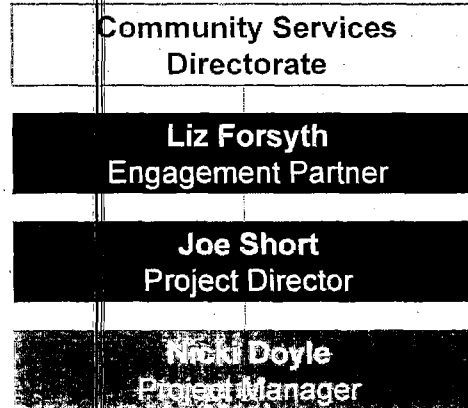 Community Services
Directorate
Liz Forsyth
Engagement Partner
Joe Short
Project Director
Nicki Doyle
Project Manager